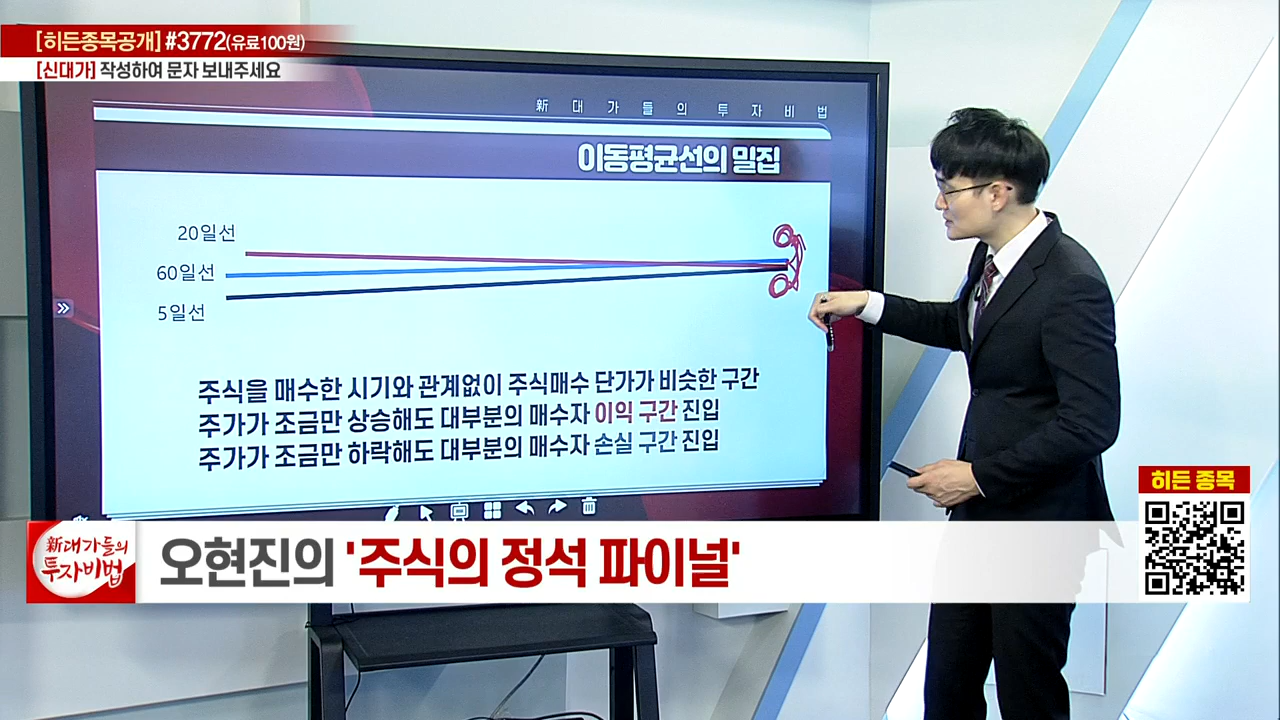 [히든종목공개] #3772(유료100원)
[신대가] 작성하여 문자 보내주세요
新 대 가 들 의 투 자 비 법
이동평균선의 밀집
20일선
60일선
5일선
주식을 매수한 시기와 관계없이 주식매수 단가가 비슷한 구간
주가가 조금만 상승해도 대부분의 매수자 이익 구간 진입
주가가 조금만 하락해도 대부분의 매수자 손실 구간 진입
히든 종목
新대가들의
투자비법
오현진의 '주식의 정석 파이널'